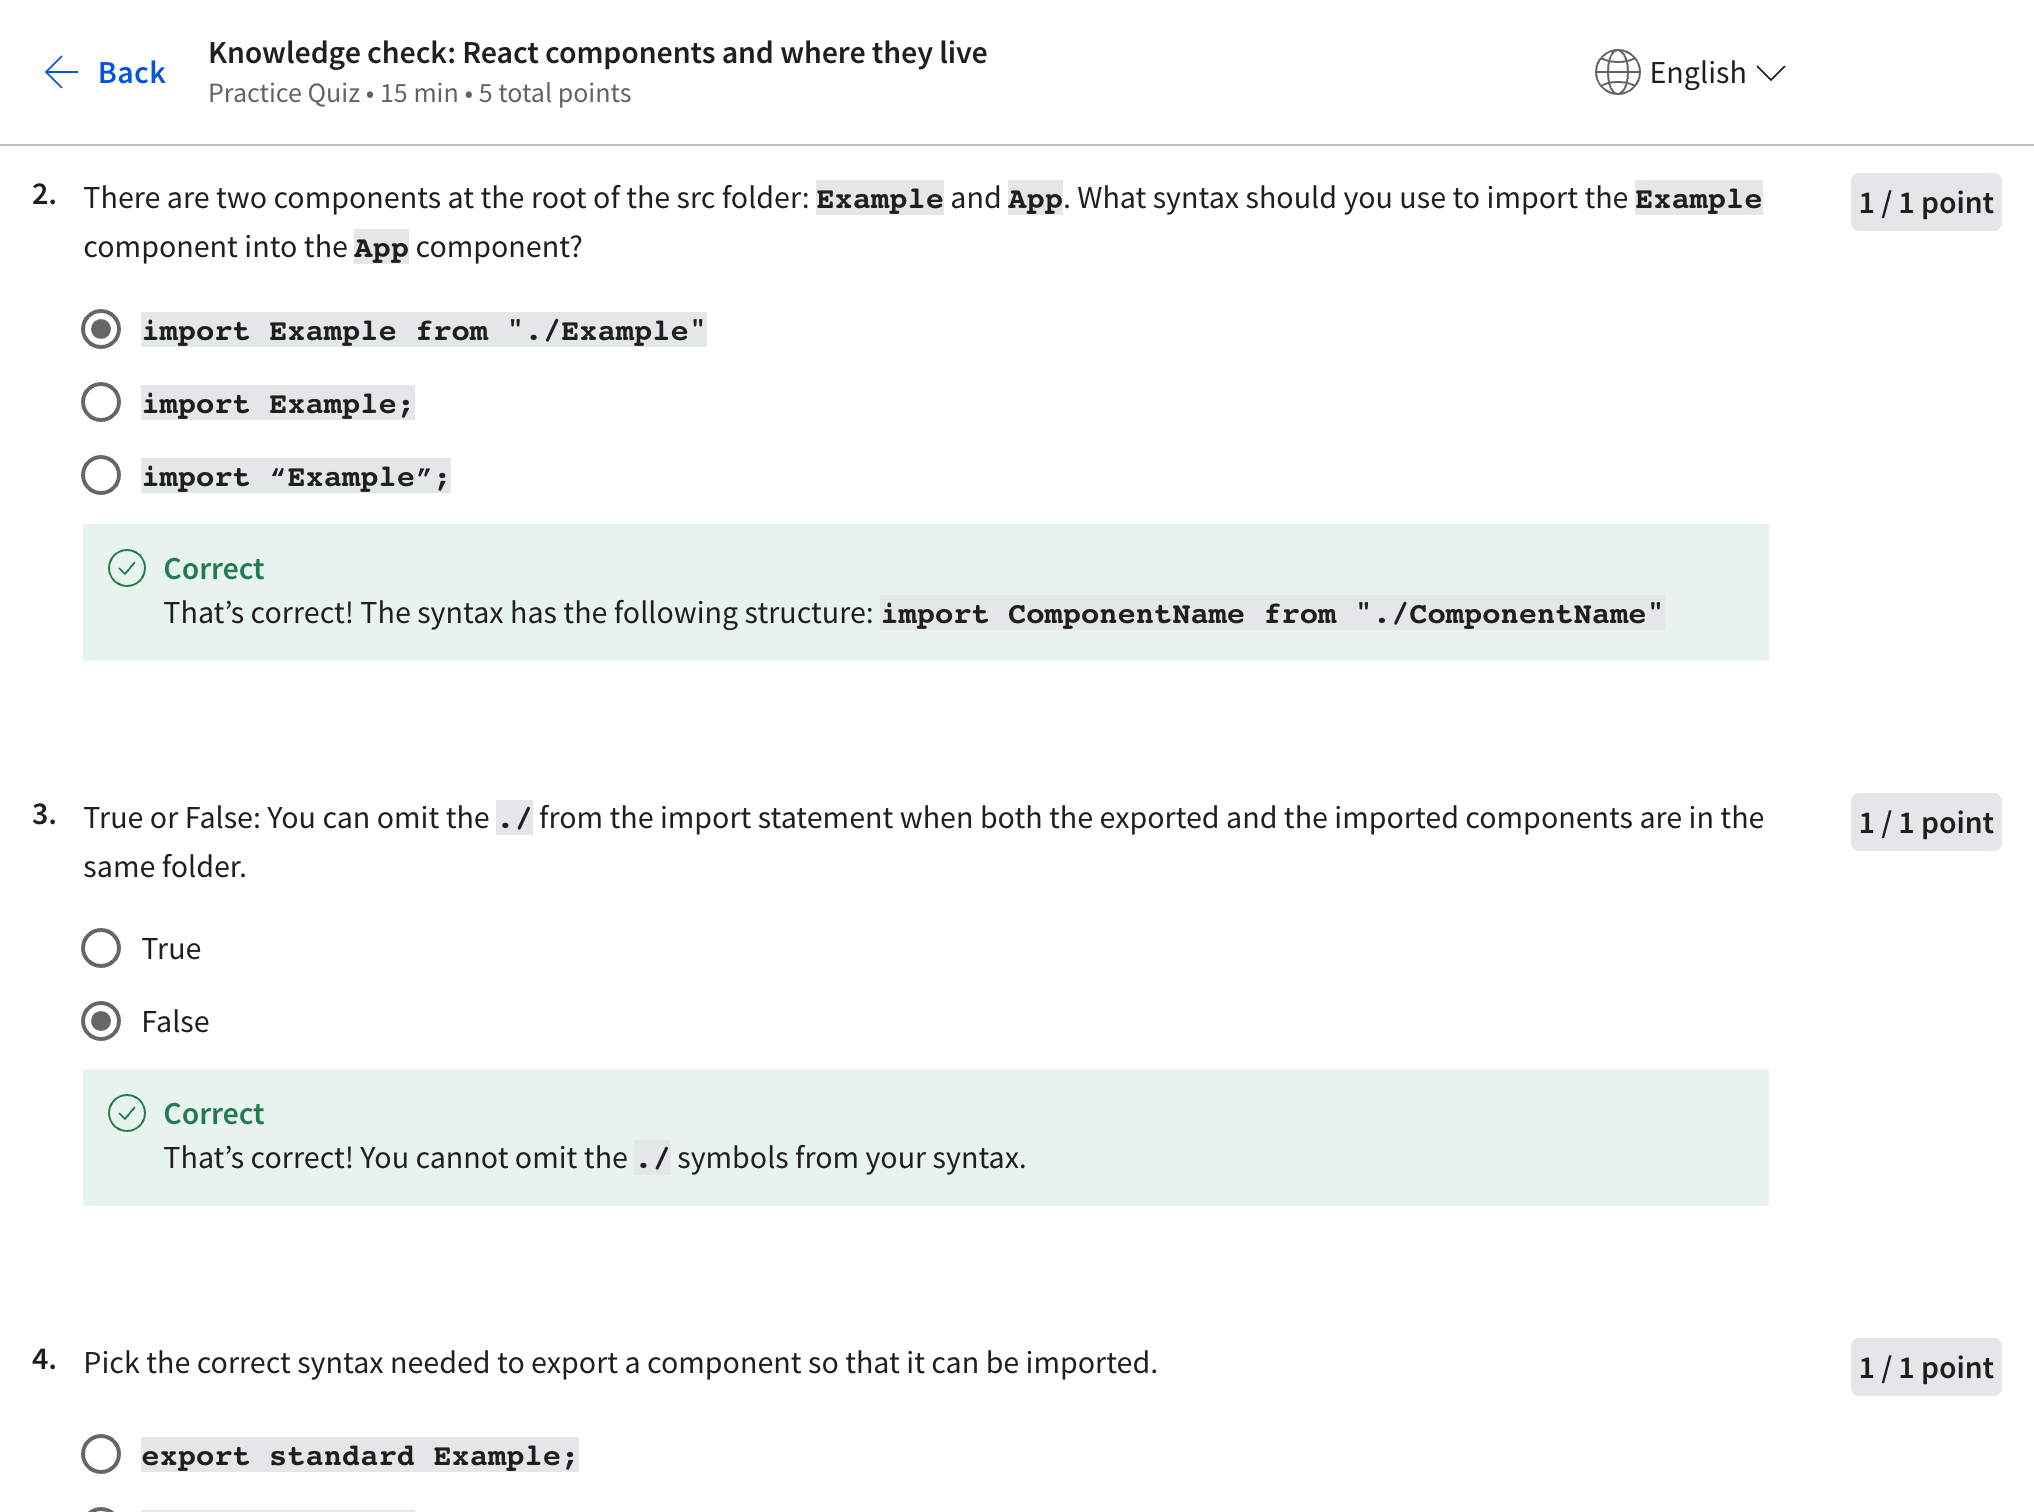 Back
Knowledge check: React components and where they live
Practice Quiz • 15 min • 5 total points
English
2. There are two components at the root of the src folder: Example and App. What syntax should you use to import the Example
component into the App component?
1 / 1 point
import Example from "./Example"
import Example;
import “Example”;
Correct
That’s correct! The syntax has the following structure: import ComponentName from "./ComponentName"
3. True or False: You can omit the ./ from the import statement when both the exported and the imported components are in the
same folder.
1 / 1 point
True
False
Correct
That’s correct! You cannot omit the ./ symbols from your syntax.
4. Pick the correct syntax needed to export a component so that it can be imported.
1 / 1 point
export standard Example;